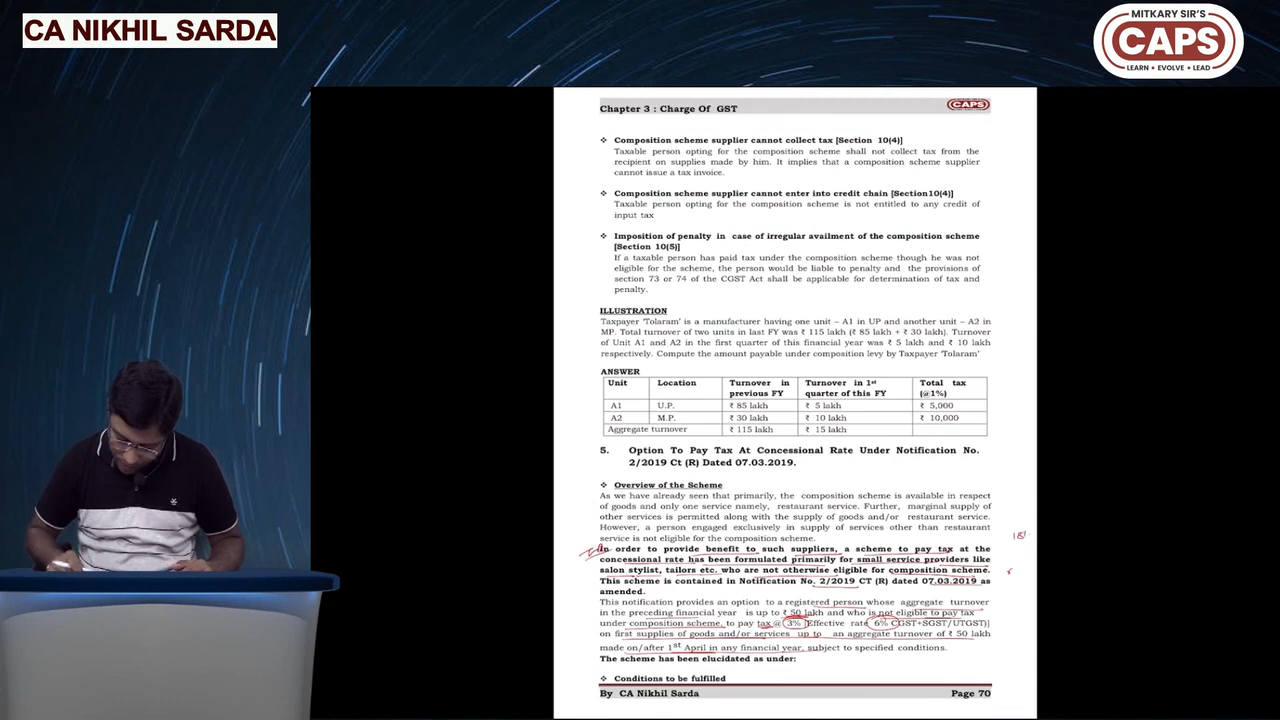 CA NIKHIL SARDA
MITKARY SIR'S
CAPS
LEARN • EVOLVE • LEAD
Chapter 3 : Charge Of GST
CAPS
❖ Composition scheme supplier cannot collect tax [Section 10(4)]
Taxable person opting for the composition scheme shall not collect tax from the
recipient on supplies made by him. It implies that a composition scheme supplier
cannot issue a tax invoice.
❖ Composition scheme supplier cannot enter into credit chain [Section10(4)]
Taxable person opting for the composition scheme is not entitled to any credit of
input tax
❖ Imposition of penalty in case of irregular availment of the composition scheme
[Section 10(5)]
If a taxable person has paid tax under the composition scheme though he was not
eligible for the scheme, the person would be liable to penalty and the provisions of
section 73 or 74 of the CGST Act shall be applicable for determination of tax and
penalty.
ILLUSTRATION
Taxpayer 'Tolaram' is a manufacturer having one unit – A1 in UP and another unit – A2 in
MP. Total turnover of two units in last FY was ₹ 115 lakh (₹ 85 lakh + ₹ 30 lakh). Turnover
of Unit A1 and A2 in the first quarter of this financial year was ₹ 5 lakh and ₹ 10 lakh
respectively. Compute the amount payable under composition levy by Taxpayer 'Tolaram'
ANSWER
Unit Location Turnover in Turnover in 1st Total tax
previous FY quarter of this FY (@1%)
A1 U.P. ₹ 85 lakh ₹ 5 lakh ₹ 5,000
A2 M.P. ₹ 30 lakh ₹ 10 lakh ₹ 10,000
Aggregate turnover ₹ 115 lakh ₹ 15 lakh
5. Option To Pay Tax At Concessional Rate Under Notification No.
2/2019 Ct (R) Dated 07.03.2019.
❖ Overview of the Scheme
As we have already seen that primarily, the composition scheme is available in respect
of goods and only one service namely, restaurant service. Further, marginal supply of
other services is permitted along with the supply of goods and/or restaurant service.
However, a person engaged exclusively in supply of services other than restaurant
service is not eligible for the composition scheme.
In order to provide benefit to such suppliers, a scheme to pay tax at the
concessional rate has been formulated primarily for small service providers like
salon stylist, tailors etc. who are not otherwise eligible for composition scheme.
This scheme is contained in Notification No. 2/2019 CT (R) dated 07.03.2019 as
amended.
This notification provides an option to a registered person whose aggregate turnover
in the preceding financial year is up to ₹ 50 lakh and who is not eligible to pay tax
under composition scheme, to pay tax @ 3% [Effective rate 6% CGST+SGST/UTGST)]
on first supplies of goods and/or services up to an aggregate turnover of ₹ 50 lakh
made on/after 1st April in any financial year, subject to specified conditions.
The scheme has been elucidated as under:
❖ Conditions to be fulfilled
By CA Nikhil Sarda Page 70